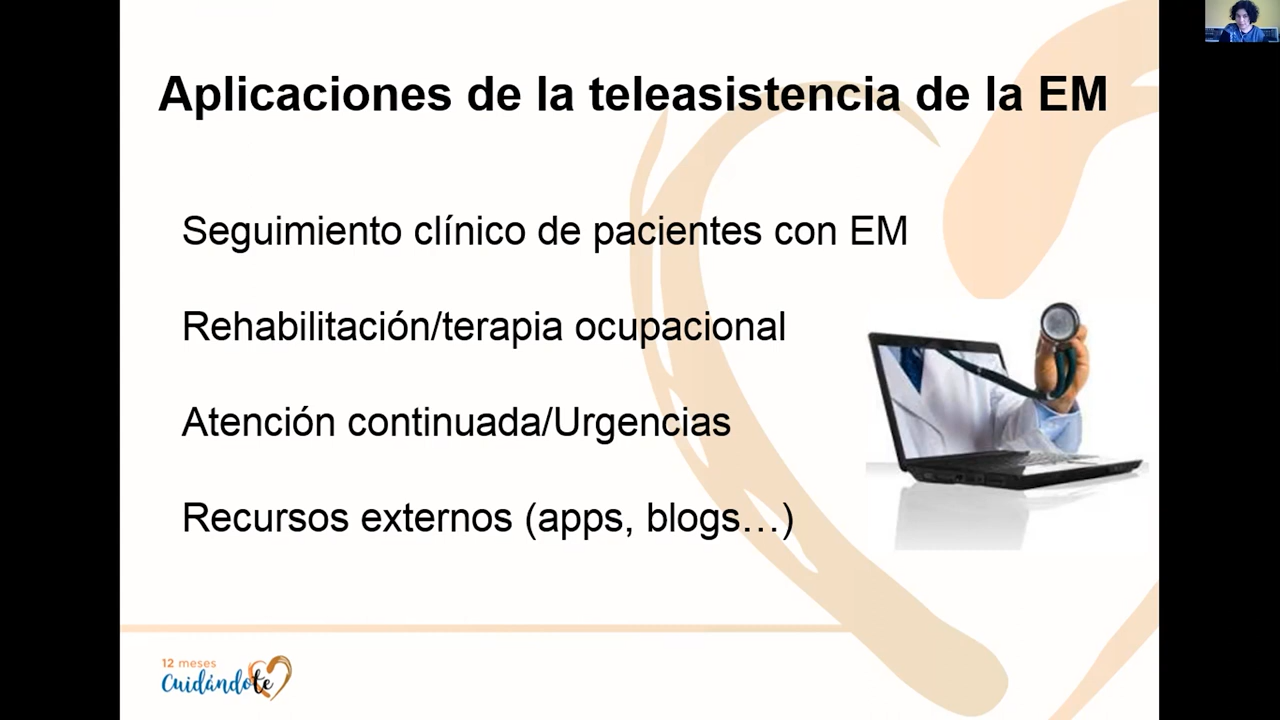 Aplicaciones de la teleasistencia de la EM
Seguimiento clínico de pacientes con EM
Rehabilitación/terapia ocupacional
Atención continuada/Urgencias
Recursos externos (apps, blogs…)
12 meses
Cuidándote